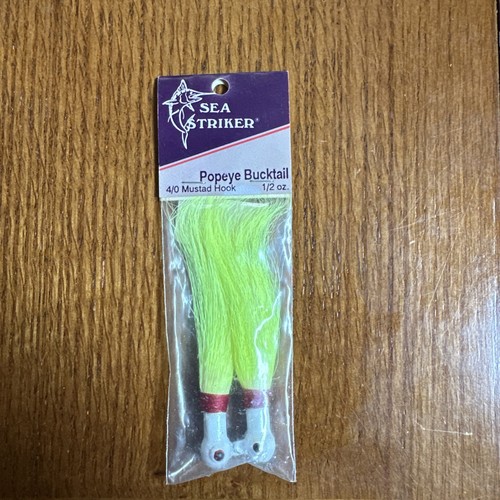 SEA
STRIKER®
Popeye Bucktail
4/0 Mustad Hook 1/2 oz.